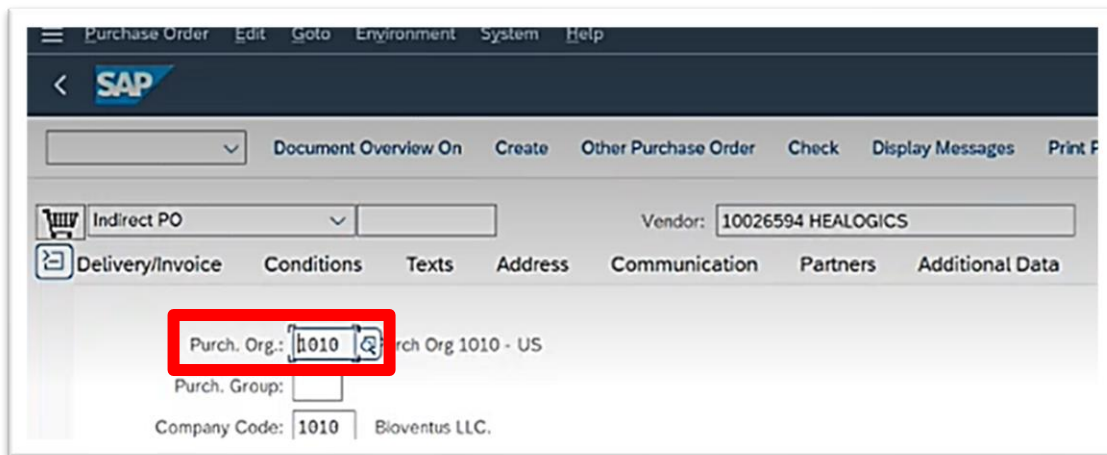 Purchase Order Edit Goto Environment System Help
SAP
Document Overview On Create Other Purchase Order Check Display Messages Print
Indirect PO Vendor: 10026594 HEALOGICS
Delivery/Invoice Conditions Texts Address Communication Partners Additional Data
Purch. Org.: 1010 rch Org 1010 - US
Purch. Group:
Company Code: 1010 Bioventus LLC.